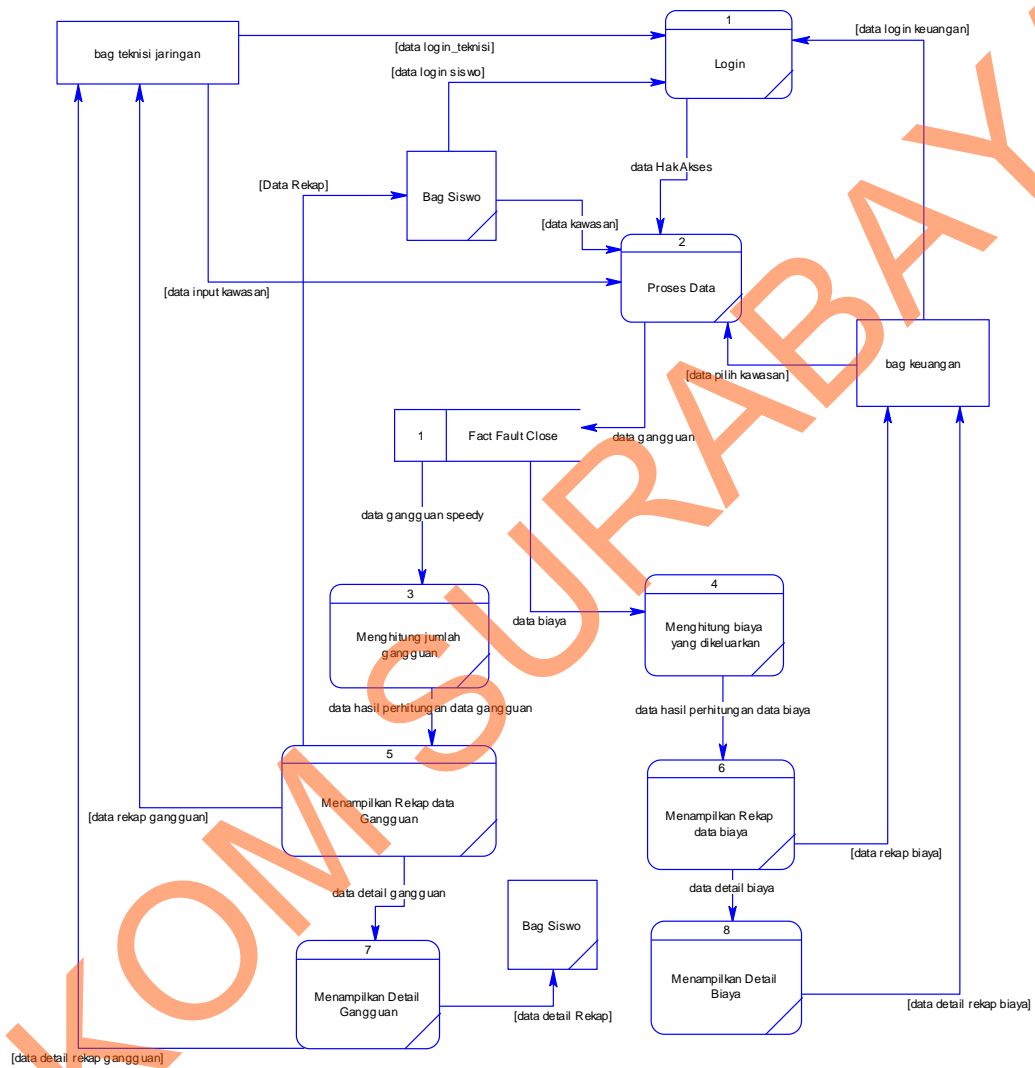 1
[data login keuangan]
[data login_teknisi]
bag teknisi jaringan
Login
[data login siswo]
data Hak Akses
[Data Rekap]
Bag Siswo
[data kawasan]
2
[data input kawasan]
Proses Data
bag keuangan
[data pilih kawasan]
1
Fact Fault Close
data gangguan
data gangguan speedy
3
4
data biaya
Menghitung jumlah
gangguan
Menghitung biaya
yang dikeluarkan
data hasil perhitungan data gangguan
data hasil perhitungan data biaya
5
6
Menampilkan Rekap data
Gangguan
Menampilkan Rekap
data biaya
[data rekap gangguan]
[data rekap biaya]
data detail gangguan
data detail biaya
Bag Siswo
7
8
Menampilkan Detail
Gangguan
Menampilkan Detail
Biaya
[data detail Rekap]
[data detail rekap biaya]
[data detail rekap gangguan]
KOM SURABAY